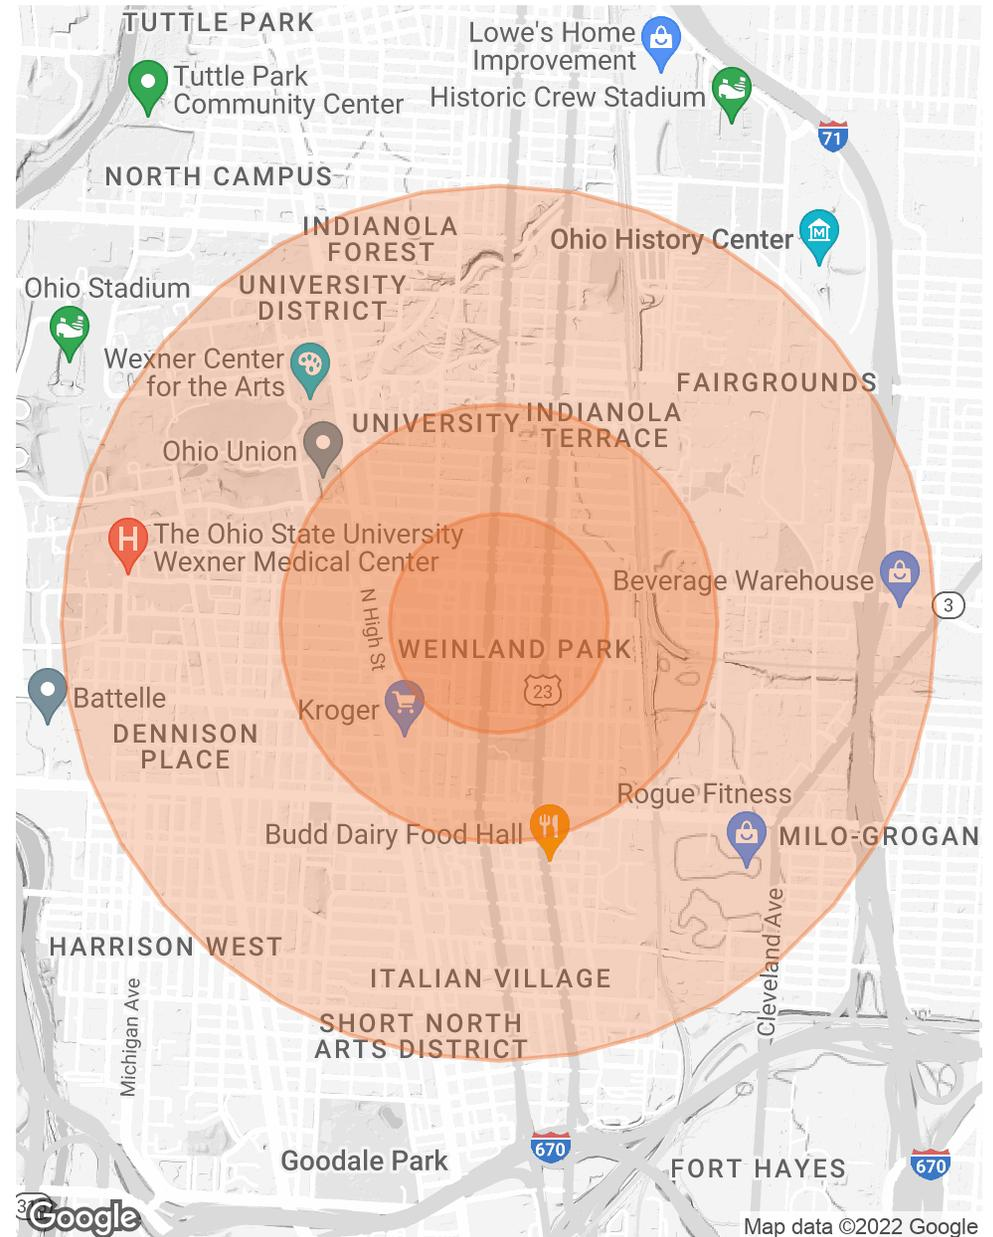 TUTTLE PARK
Lowe's Home
Improvement
Tuttle Park
Community Center
Historic Crew Stadium
71
NORTH CAMPUS
INDIANOLA
FOREST
Ohio History Center
M
Ohio Stadium
UNIVERSITY
DISTRICT
Wexner Center
for the Arts
FAIRGROUNDS
UNIVERSITY
INDIANOLA
TERRACE
Ohio Union
H
The Ohio State University
Wexner Medical Center
Beverage Warehouse
3
N High St
WEINLAND PARK
23
Battelle
Kroger
DENNISON
PLACE
Rogue Fitness
Budd Dairy Food Hall
MILO-GROGAN
HARRISON WEST
Cleveland Ave
ITALIAN VILLAGE
Michigan Ave
SHORT NORTH
ARTS DISTRICT
670
Goodale Park
FORT HAYES
670
Google
Map data ©2022 Google